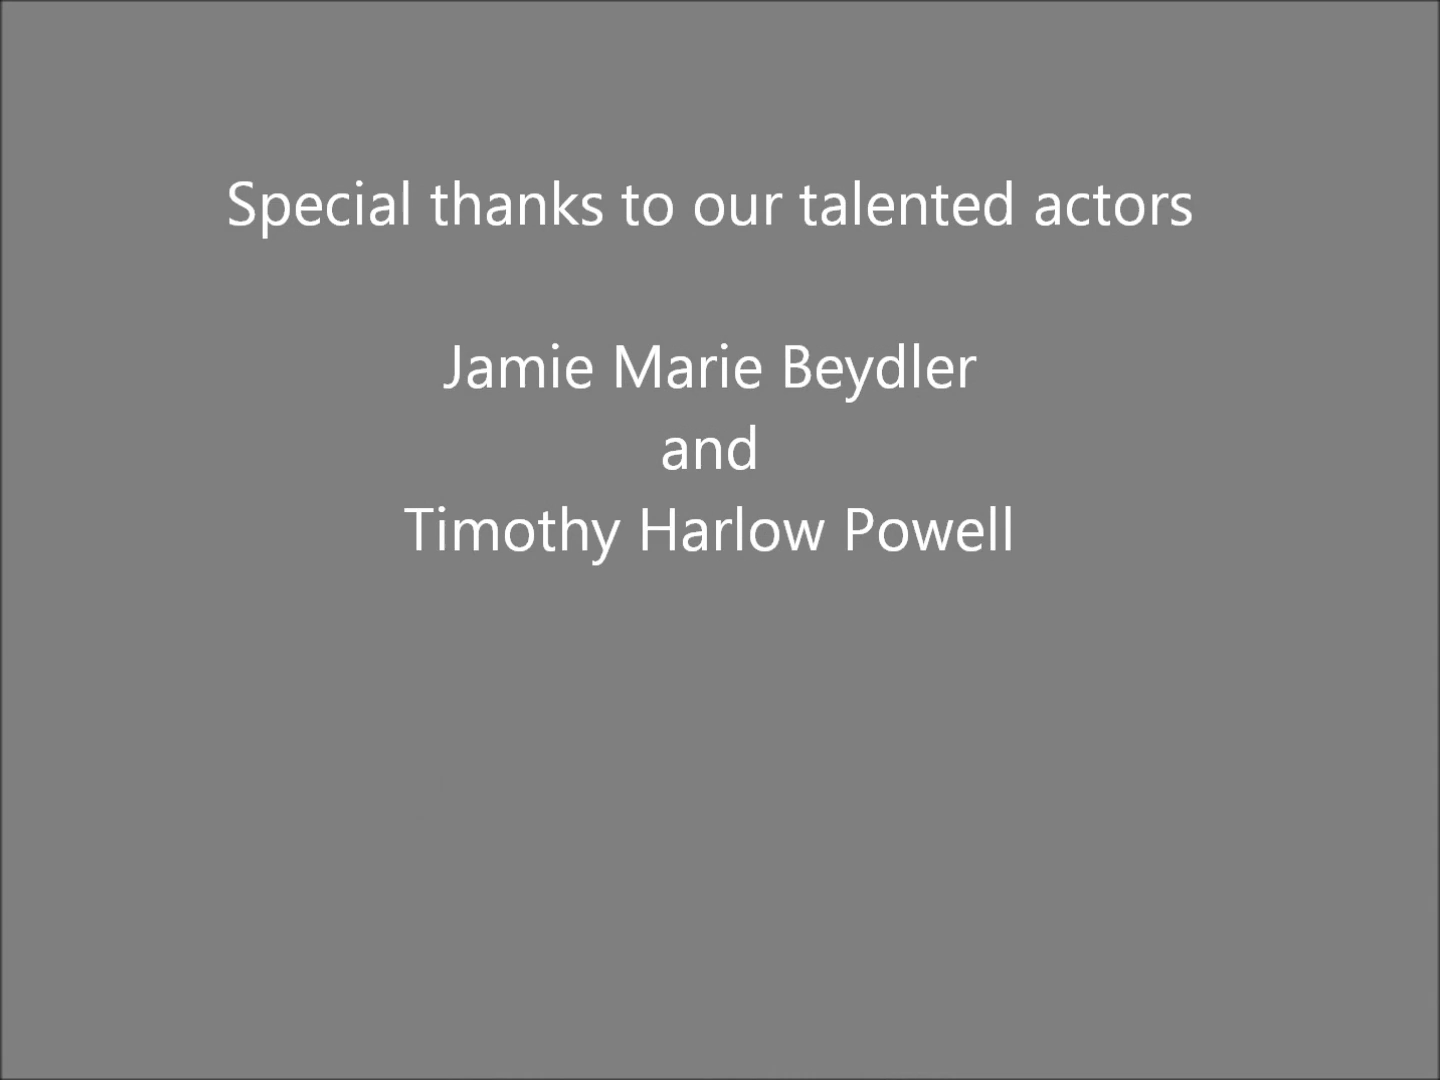 Special thanks to our talented actors
Jamie Marie Beydler
and
Timothy Harlow Powell